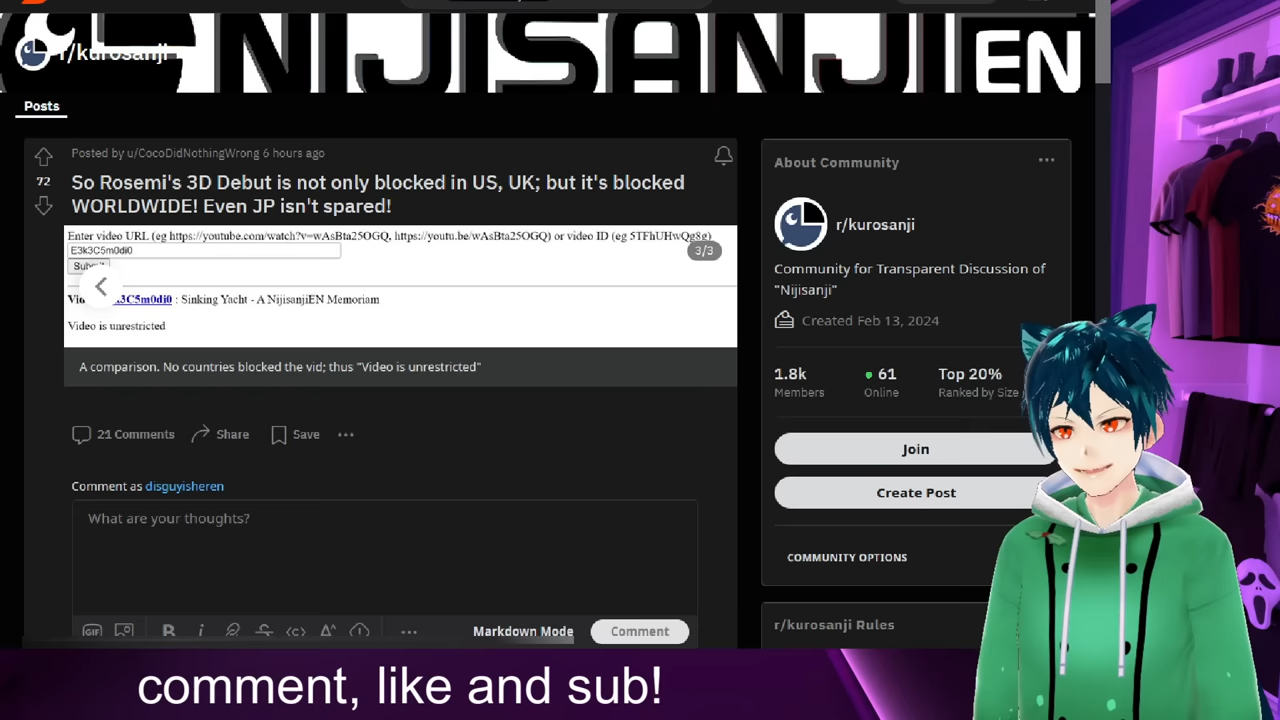 NIJISANJI EN
r/kurosanji
Posts
Posted by u/CocoDidNothingWrong 6 hours ago
72
So Rosemi's 3D Debut is not only blocked in US, UK; but it's blocked
WORLDWIDE! Even JP isn't spared!
Enter video URL (eg https://youtube.com/watch?v=wAsBta25OGQ, https://youtu.be/wAsBta25OGQ) or video ID (eg 5TFhUHwQg8g)
E3k3C5m0di0
3/3
3C5m0di0 : Sinking Yacht - A NijisanjiEN Memoriam
Video is unrestricted
A comparison. No countries blocked the vid; thus "Video is unrestricted"
21 Comments Share Save
Comment as disguyisheren
What are your thoughts?
GIF B i
Markdown Mode Comment
About Community
r/kurosanji
Community for Transparent Discussion of
"Nijisanji"
Created Feb 13, 2024
1.8k 61 Top 20%
Members Online Ranked by Size
Join
Create Post
COMMUNITY OPTIONS
r/kurosanji Rules
comment, like and sub!